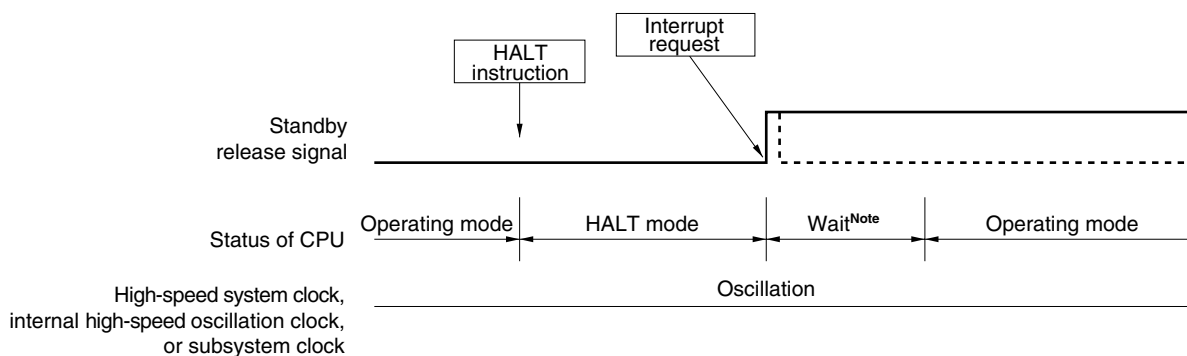 HALT
instruction
Interrupt
request
Standby
release signal
Status of CPU
Operating mode
HALT mode
WaitNote
Operating mode
High-speed system clock,
internal high-speed oscillation clock,
or subsystem clock
Oscillation